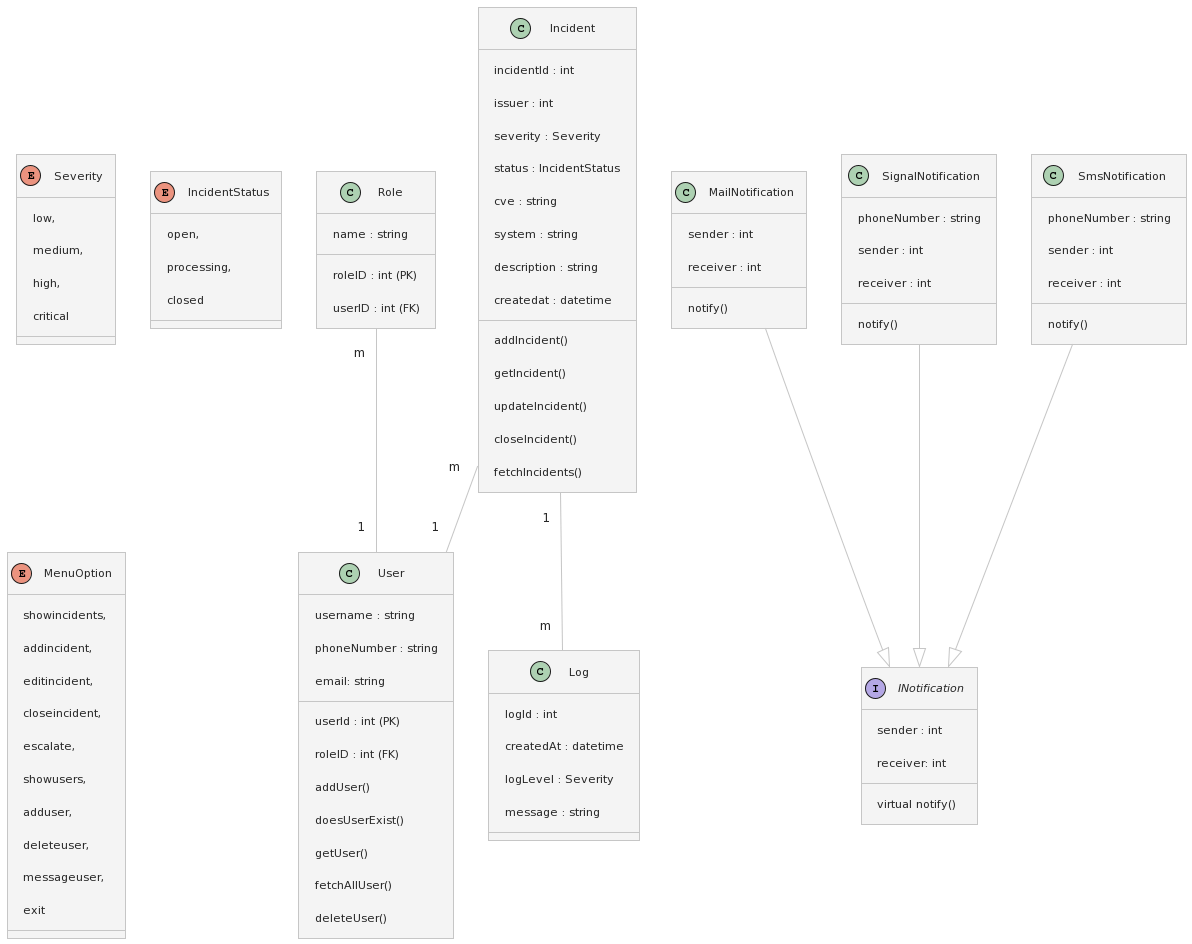 C Incident
incidentId : int
issuer : int
severity : Severity
status : IncidentStatus
cve : string
system : string
description : string
createdat : datetime
addIncident()
getIncident()
updateIncident()
closeIncident()
fetchIncidents()
E Severity
low,
medium,
high,
critical
E IncidentStatus
open,
processing,
closed
C Role
name : string
roleID : int (PK)
userID : int (FK)
C MailNotification
sender : int
receiver : int
notify()
C SignalNotification
phoneNumber : string
sender : int
receiver : int
notify()
C SmsNotification
phoneNumber : string
sender : int
receiver : int
notify()
m
1
m
1
1
m
E MenuOption
showincidents,
addincident,
editincident,
closeincident,
escalate,
showusers,
adduser,
deleteuser,
messageuser,
exit
C User
username : string
phoneNumber : string
email: string
userId : int (PK)
roleID : int (FK)
addUser()
doesUserExist()
getUser()
fetchAllUser()
deleteUser()
C Log
logId : int
createdAt : datetime
logLevel : Severity
message : string
I INotification
sender : int
receiver: int
virtual notify()